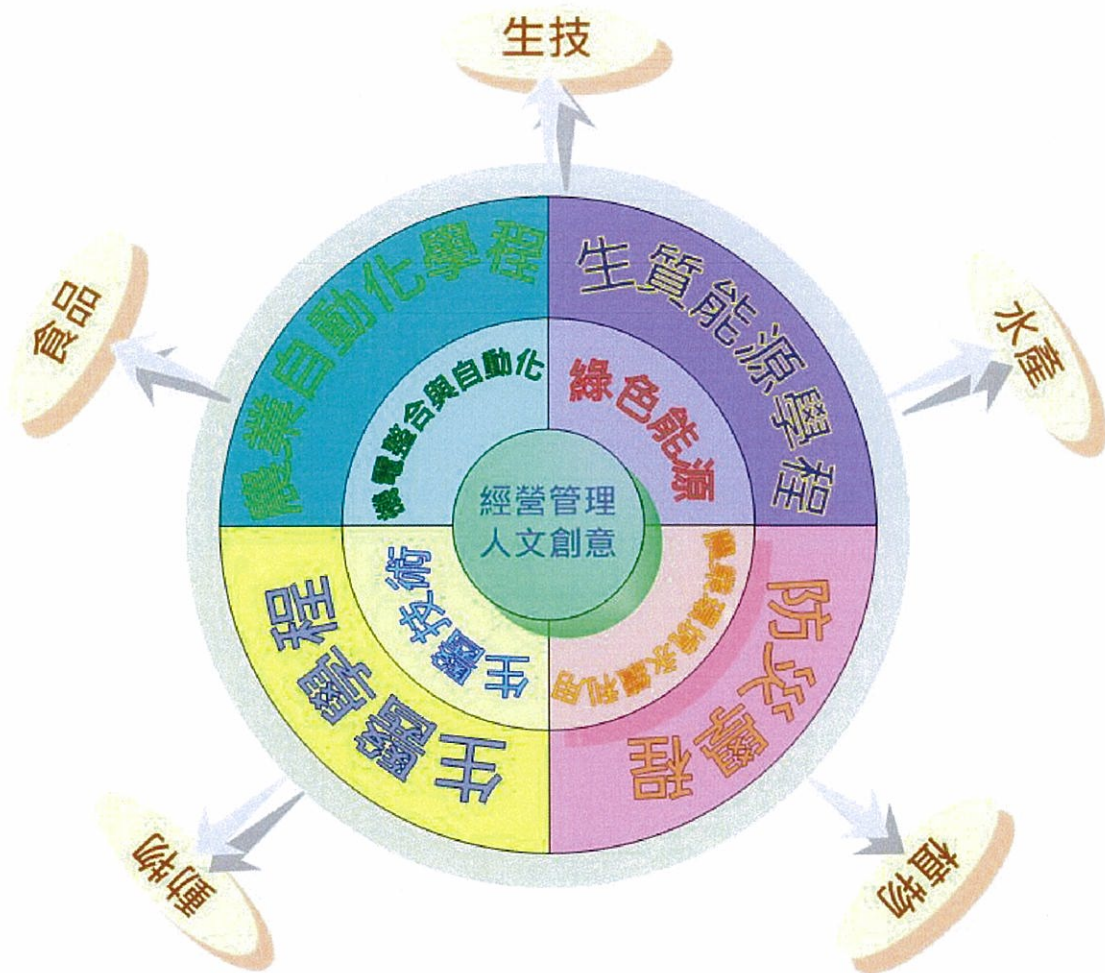 生技
食品
水產
農業自動化學程
生質能源學程
機電整合與自動化
綠色能源
經營管理
人文創意
生醫技術
農業環境永續利用
生醫學程
防災學程
動物
植物